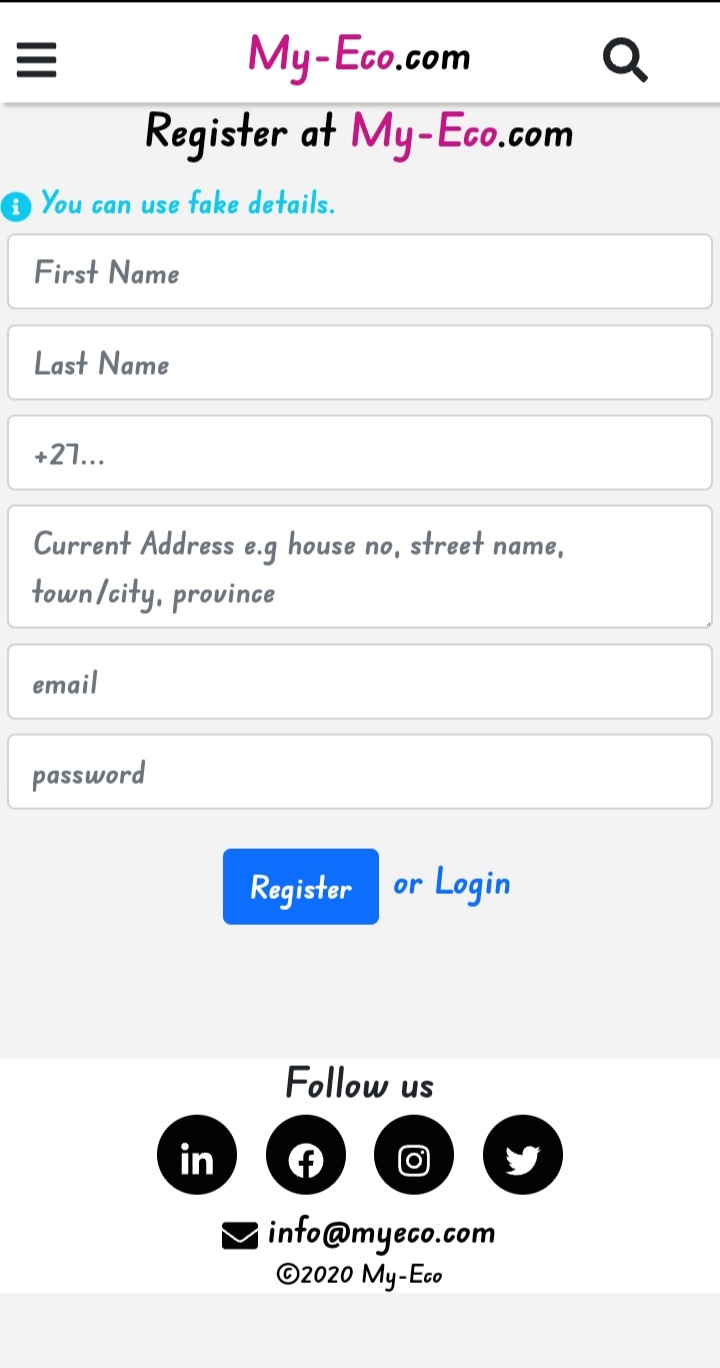 My-Eco.com
Register at My-Eco.com
You can use fake details.
First Name
Last Name
+27...
Current Address e.g house no, street name,
town/city, province
email
password
Register or Login
Follow us
info@myeco.com
©2020 My-Eco